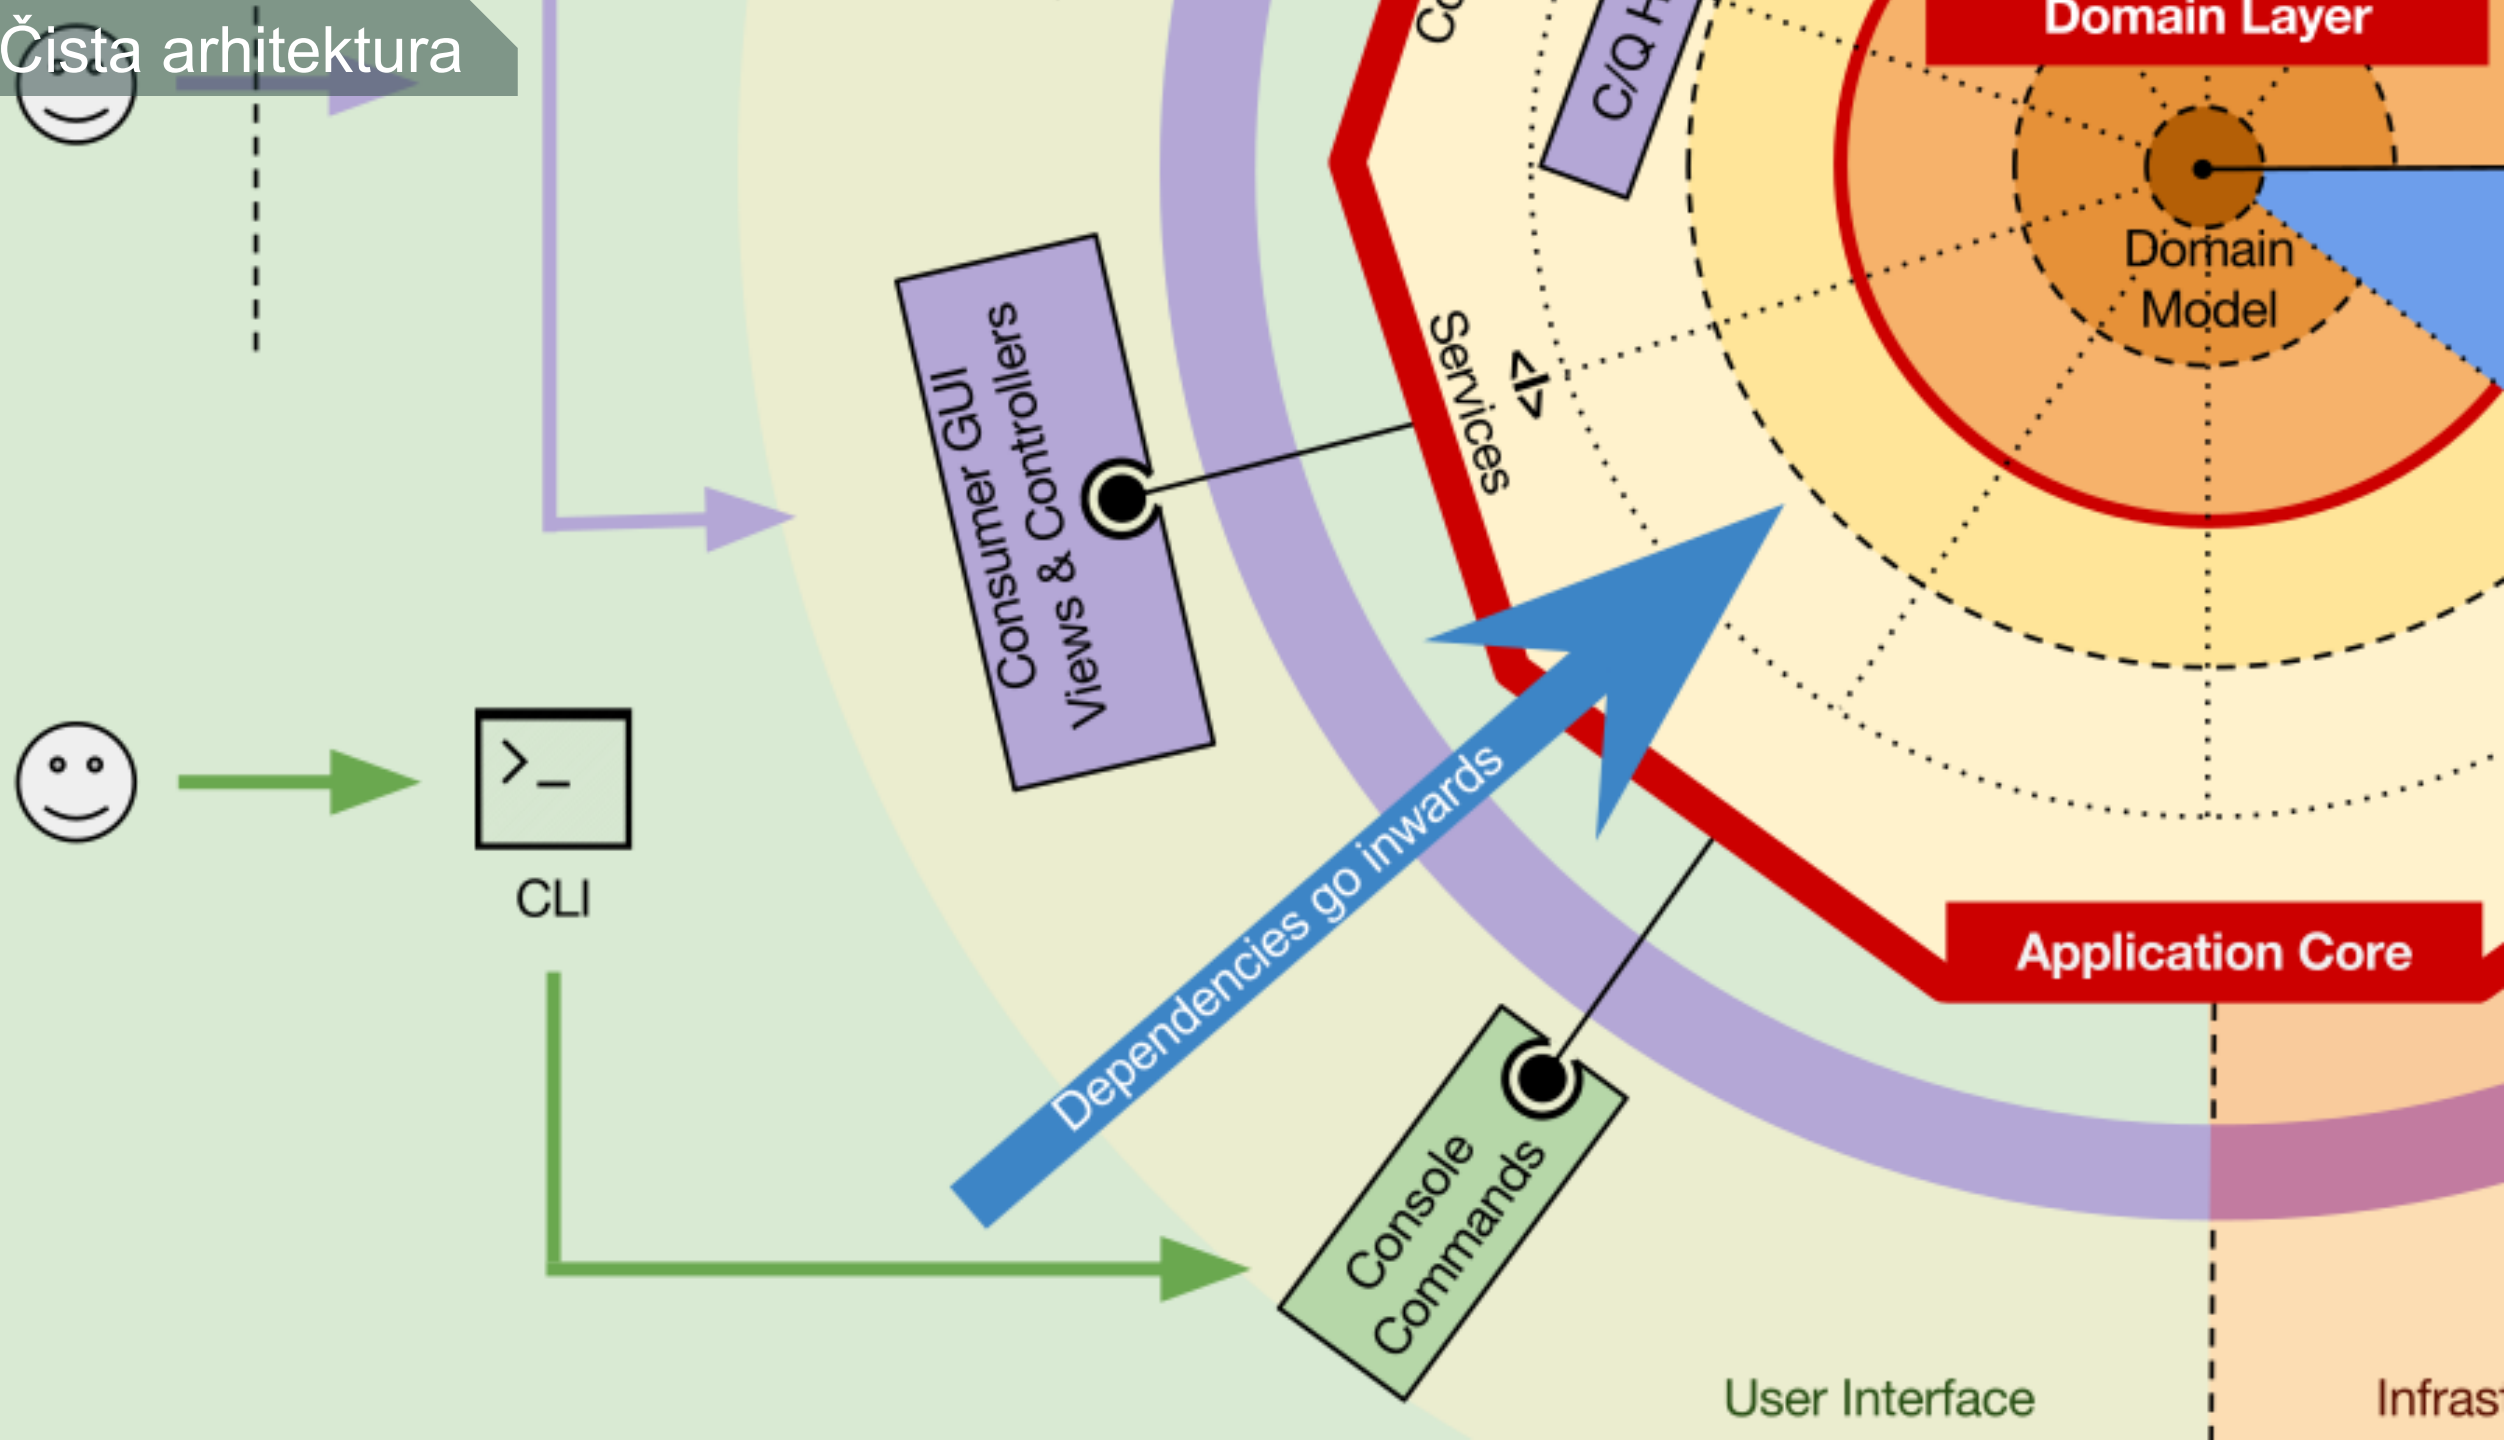 Čista arhitektura
Domain Layer
C/Q
Domain
Model
Services
</>
Consumer GUI
Views & Controllers
Dependencies go inwards
>_
CLI
Application Core
Console
Commands
User Interface